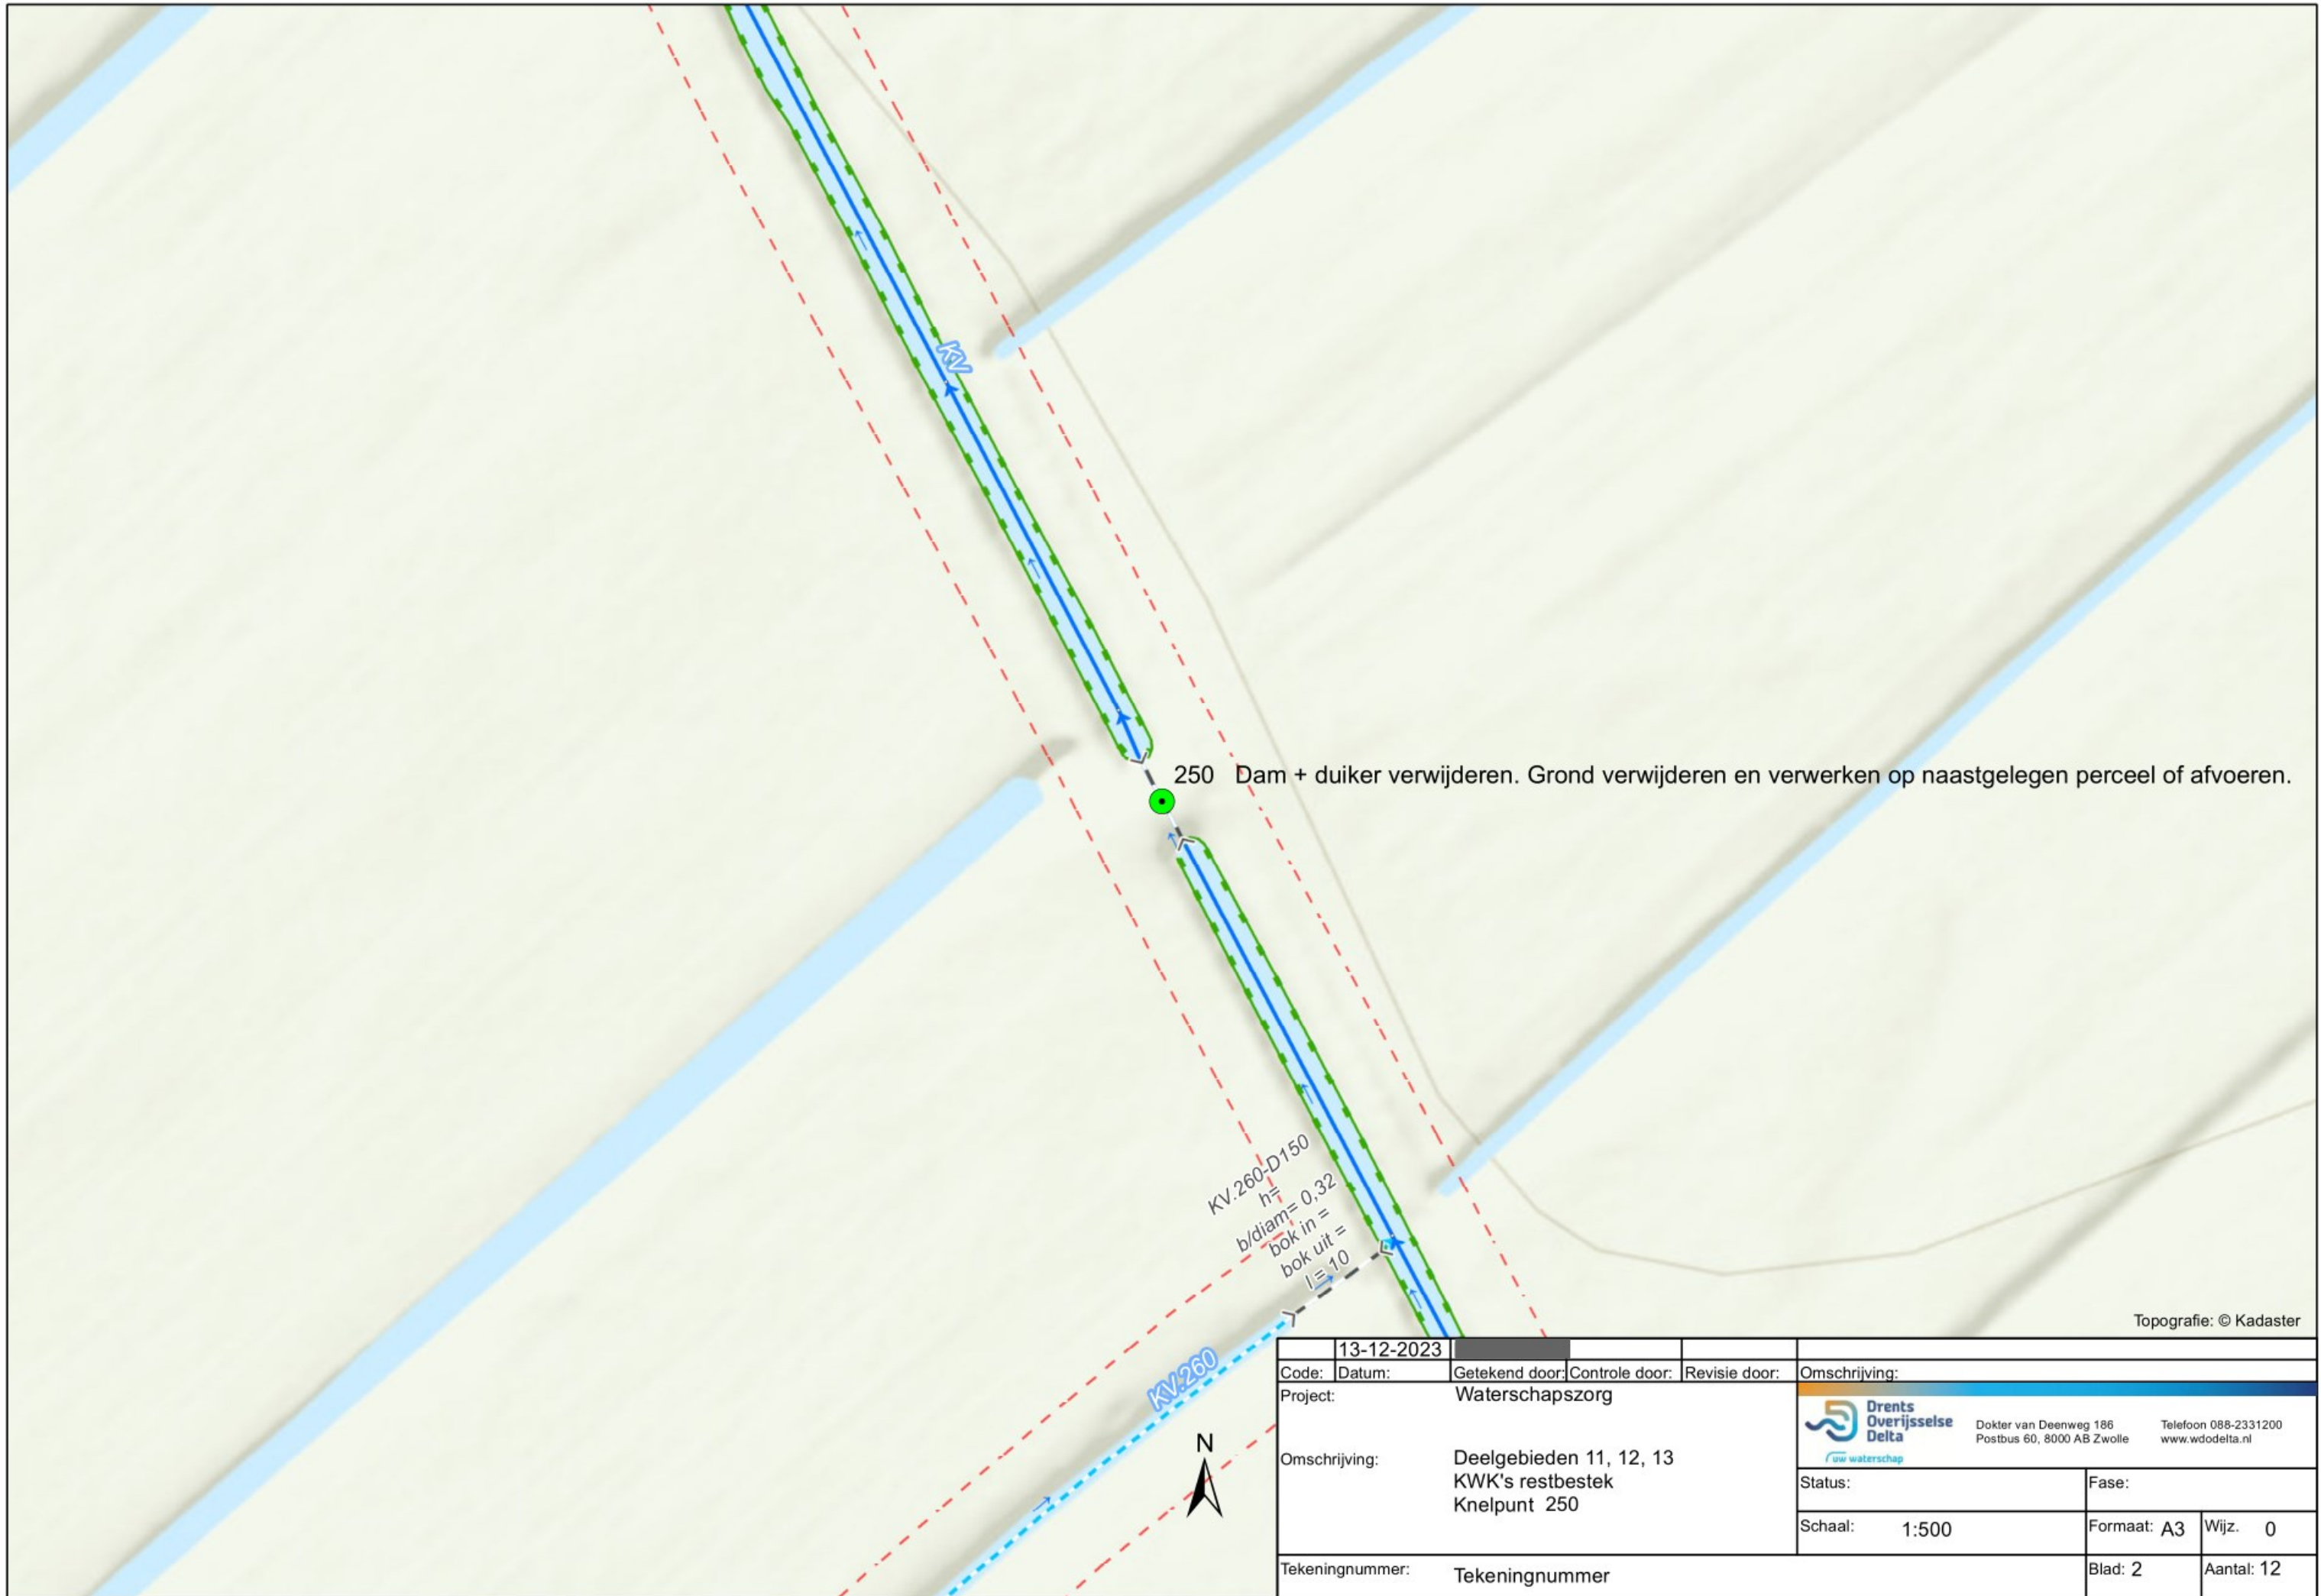 KV
250 Dam + duiker verwijderen. Grond verwijderen en verwerken op naastgelegen perceel of afvoeren.
KV.260-D150
h=
b/diam= 0,32
bok in =
bok uit =
l = 10
KV.260
N
Topografie: © Kadaster
13-12-2023
Code: Datum: Getekend door: Controle door: Revisie door: Omschrijving:
Project: Waterschapszorg
Omschrijving: Deelgebieden 11, 12, 13
KWK's restbestek
Knelpunt 250
Drents
Overijsselse
Delta
uw waterschap
Dokter van Deenweg 186
Postbus 60, 8000 AB Zwolle
Telefoon 088-2331200
www.wdodelta.nl
Status: Fase:
Schaal: 1:500 Formaat: A3 Wijz. 0
Tekeningnummer: Tekeningnummer Blad: 2 Aantal: 12